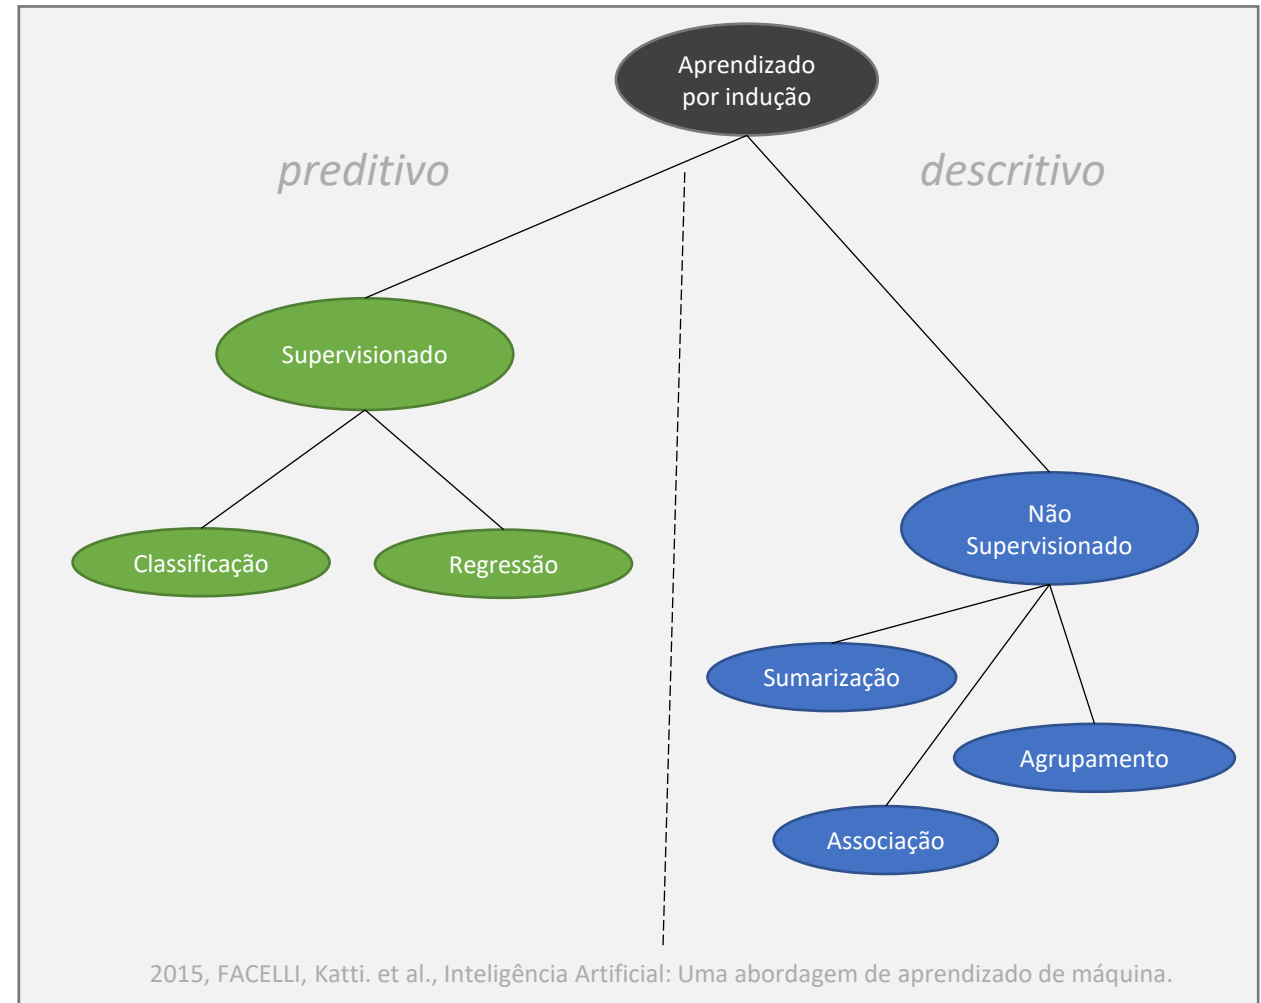 Aprendizado
por indução
preditivo
descritivo
Supervisionado
Classificação
Regressão
Não
Supervisionado
Sumarização
Agrupamento
Associação
2015, FACELLI, Katti. et al., Inteligência Artificial: Uma abordagem de aprendizado de máquina.